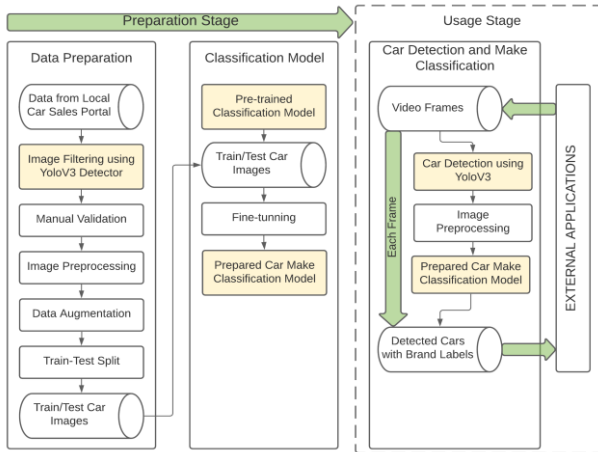 Preparation Stage
Usage Stage
Data Preparation
Data from Local
Car Sales Portal
Image Filtering using
YoloV3 Detector
Manual Validation
Image Preprocessing
Data Augmentation
Train-Test Split
Train/Test Car
Images
Classification Model
Pre-trained
Classification Model
Train/Test Car
Images
Fine-tunning
Prepared Car Make
Classification Model
Car Detection and Make
Classification
Video Frames
Car Detection using
YoloV3
Image
Preprocessing
Prepared Car Make
Classification Model
Each Frame
Detected Cars
with Brand Labels
EXTERNAL APPLICATIONS